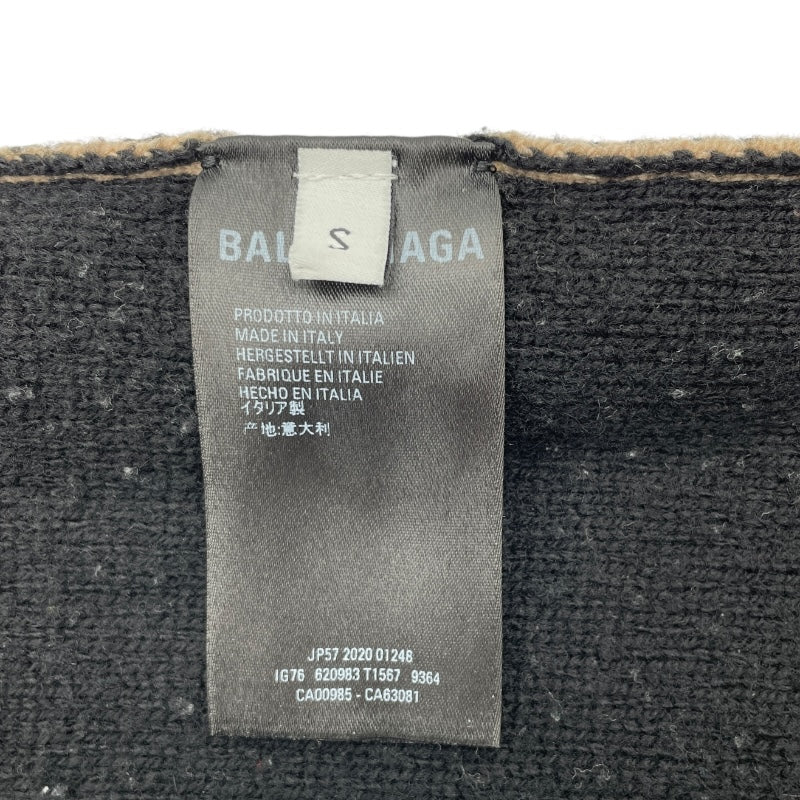 S
BAL AGA
PRODOTTO IN ITALIA
MADE IN ITALY
HERGESTELLT IN ITALIEN
FABRIQUE EN ITALIE
HECHO EN ITALIA
イタリア製
产地:意大利
JP57 2020 01248
IG76 620983 T1567 9364
CA00985 - CA63081